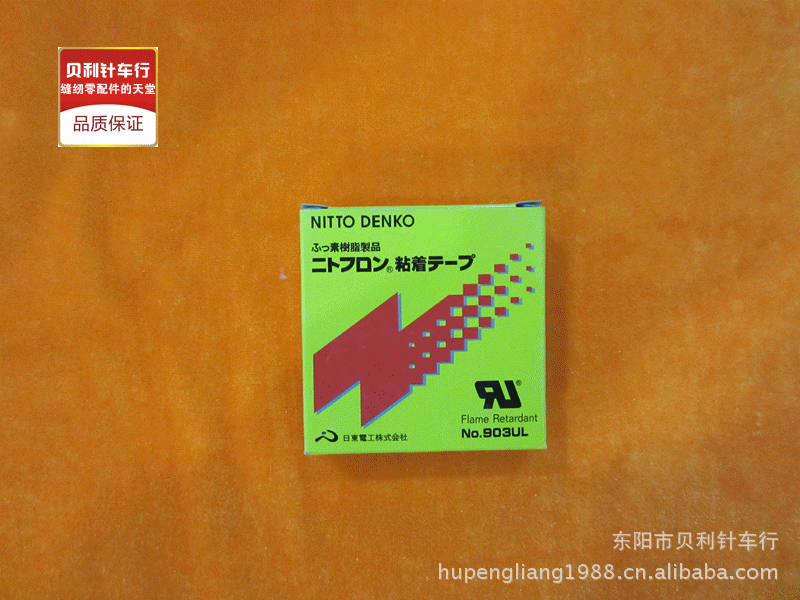 贝利针车行
缝纫零配件的天堂
品质保证
NITTO DENKO
ふっ素樹脂製品
ニトフロン® 粘着テープ
RU®
Flame Retardant
No.903UL
日東電工株式会社
东阳市贝利针车行
hupengliang1988.cn.alibaba.com